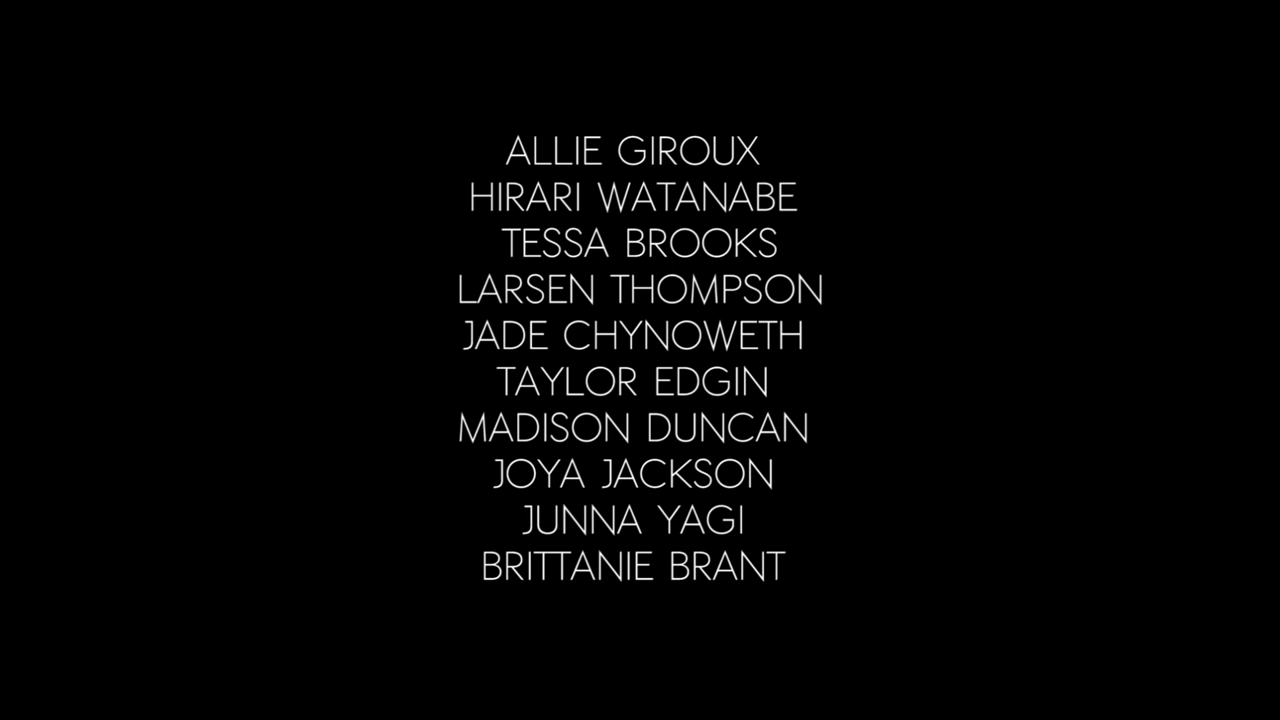 ALLIE GIROUX
HIRARI WATANABE
TESSA BROOKS
LARSEN THOMPSON
JADE CHYNOWETH
TAYLOR EDGIN
MADISON DUNCAN
JOYA JACKSON
JUNNA YAGI
BRITTANIE BRANT